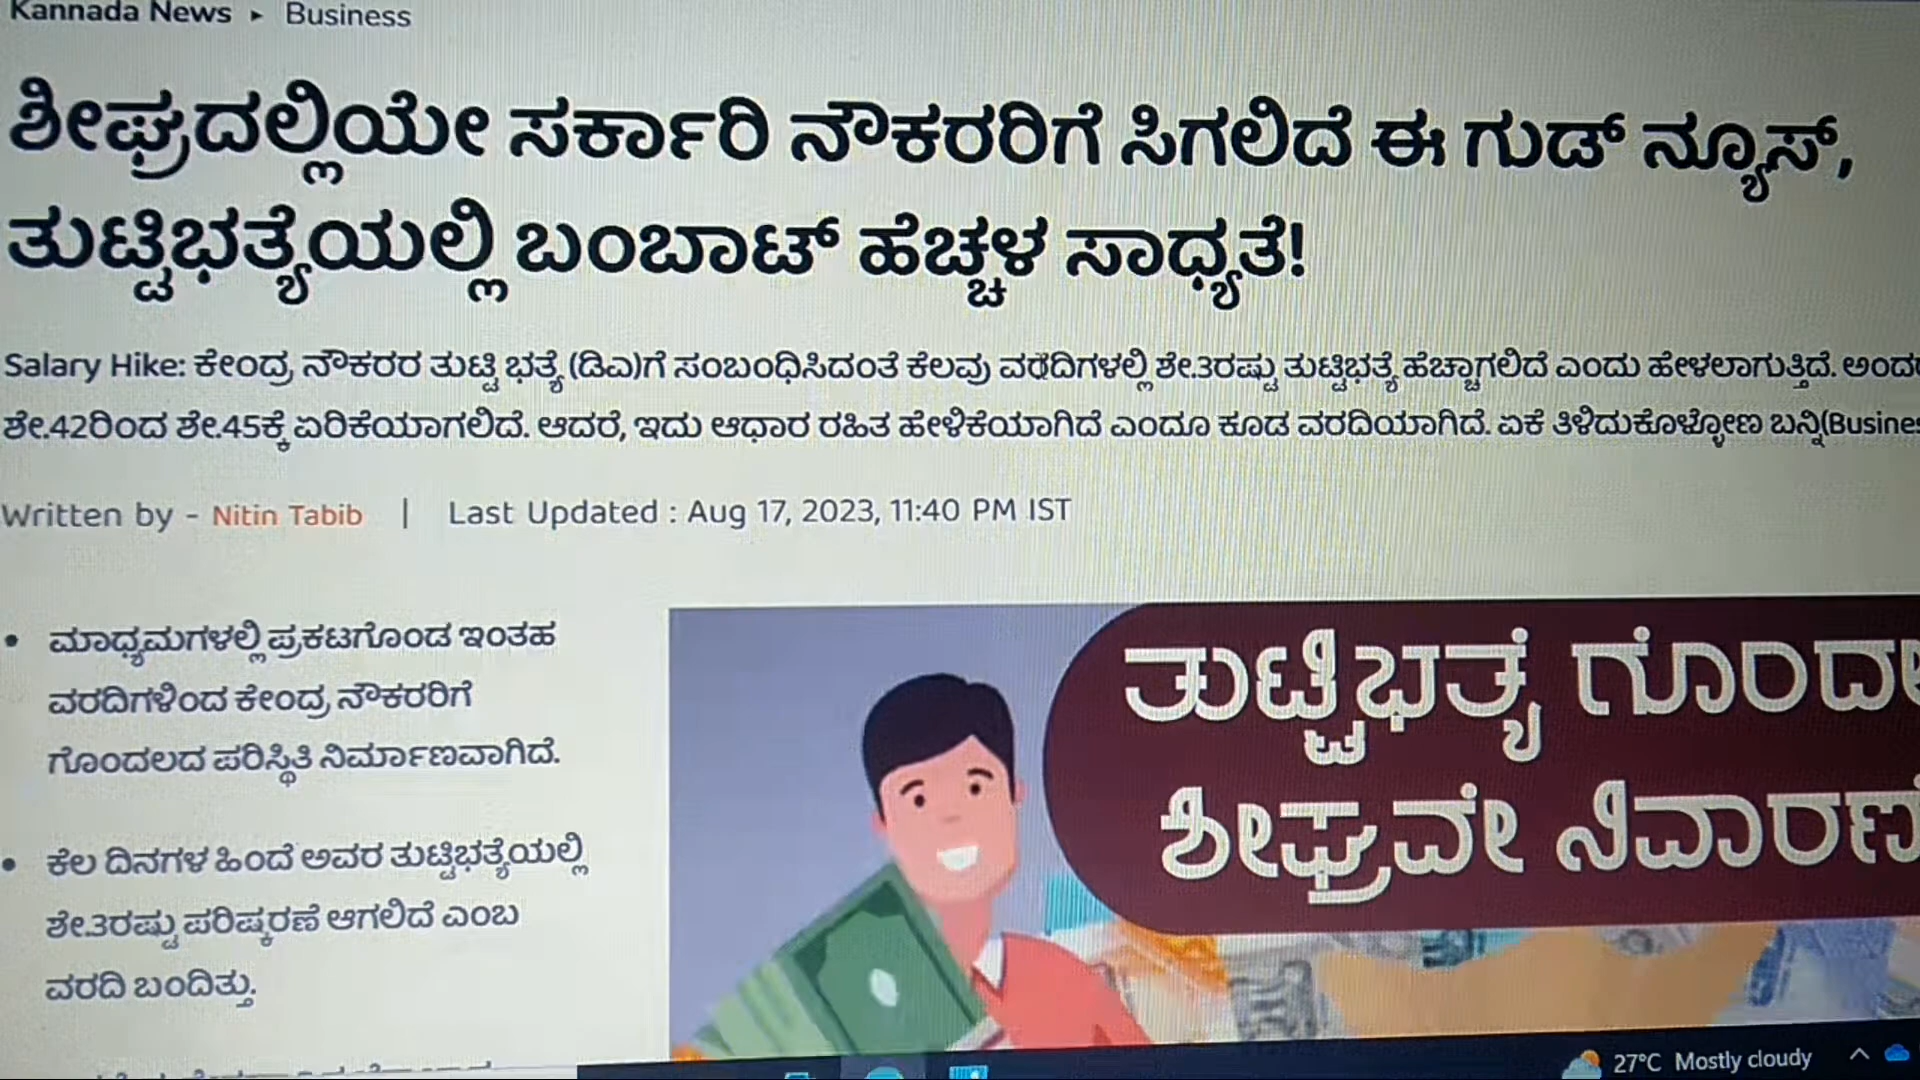 Kannada News ▸ Business
ಶೀಘ್ರದಲ್ಲಿಯೇ ಸರ್ಕಾರಿ ನೌಕರರಿಗೆ ಸಿಗಲಿದೆ ಈ ಗುಡ್ ನ್ಯೂಸ್,
ತುಟ್ಟಿಭತ್ಯೆಯಲ್ಲಿ ಬಂಬಾಟ್ ಹೆಚ್ಚಳ ಸಾಧ್ಯತೆ!
Salary Hike: ಕೇಂದ್ರ ನೌಕರರ ತುಟ್ಟಿ ಭತ್ಯೆ (ಡಿಎ)ಗೆ ಸಂಬಂಧಿಸಿದಂತೆ ಕೆಲವು ವರದಿಗಳಲ್ಲಿ ಶೇ.3ರಷ್ಟು ತುಟ್ಟಿಭತ್ಯೆ ಹೆಚ್ಚಾಗಲಿದೆ ಎಂದು ಹೇಳಲಾಗುತ್ತಿದೆ.
ಶೇ.42ರಿಂದ ಶೇ.45ಕ್ಕೆ ಏರಿಕೆಯಾಗಲಿದೆ. ಆದರೆ, ಇದು ಆಧಾರ ರಹಿತ ಹೇಳಿಕೆಯಾಗಿದೆ ಎಂದೂ ಕೂಡ ವರದಿಯಾಗಿದೆ. ಏಕೆ ತಿಳಿದುಕೊಳ್ಳೋಣ ಬನ್ನಿ(Busines
Written by - Nitin Tabib | Last Updated : Aug 17, 2023, 11:40 PM IST
• ಮಾಧ್ಯಮಗಳಲ್ಲಿ ಪ್ರಕಟಗೊಂಡ ಇಂತಹ
ವರದಿಗಳಿಂದ ಕೇಂದ್ರ ನೌಕರರಿಗೆ
ಗೊಂದಲದ ಪರಿಸ್ಥಿತಿ ನಿರ್ಮಾಣವಾಗಿದೆ.
• ಕೆಲ ದಿನಗಳ ಹಿಂದೆ ಅವರ ತುಟ್ಟಿಭತ್ಯೆಯಲ್ಲಿ
ಶೇ.3ರಷ್ಟು ಪರಿಷ್ಕರಣೆ ಆಗಲಿದೆ ಎಂಬ
ವರದಿ ಬಂದಿತ್ತು.
ತುಟ್ಟಿಭತ್ಯೆ
ಶೀಘ್ರವೇ
27°C Mostly cloudy